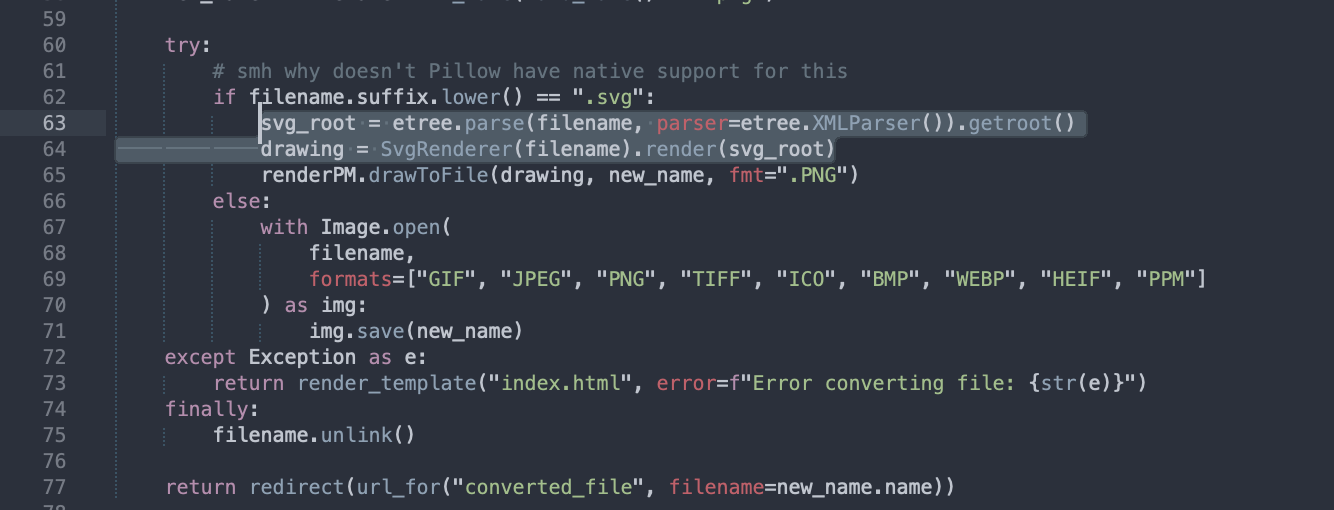 59
60 try:
61 # smh why doesn't Pillow have native support for this
62 if filename.suffix.lower() == ".svg":
63 svg_root = etree.parse(filename, parser=etree.XMLParser()).getroot()
64 drawing = SvgRenderer(filename).render(svg_root)
65 renderPM.drawToFile(drawing, new_name, fmt=".PNG")
66 else:
67 with Image.open(
68 filename,
69 formats=["GIF", "JPEG", "PNG", "TIFF", "ICO", "BMP", "WEBP", "HEIF", "PPM"]
70 ) as img:
71 img.save(new_name)
72 except Exception as e:
73 return render_template("index.html", error=f"Error converting file: {str(e)}")
74 finally:
75 filename.unlink()
76
77 return redirect(url_for("converted_file", filename=new_name.name))